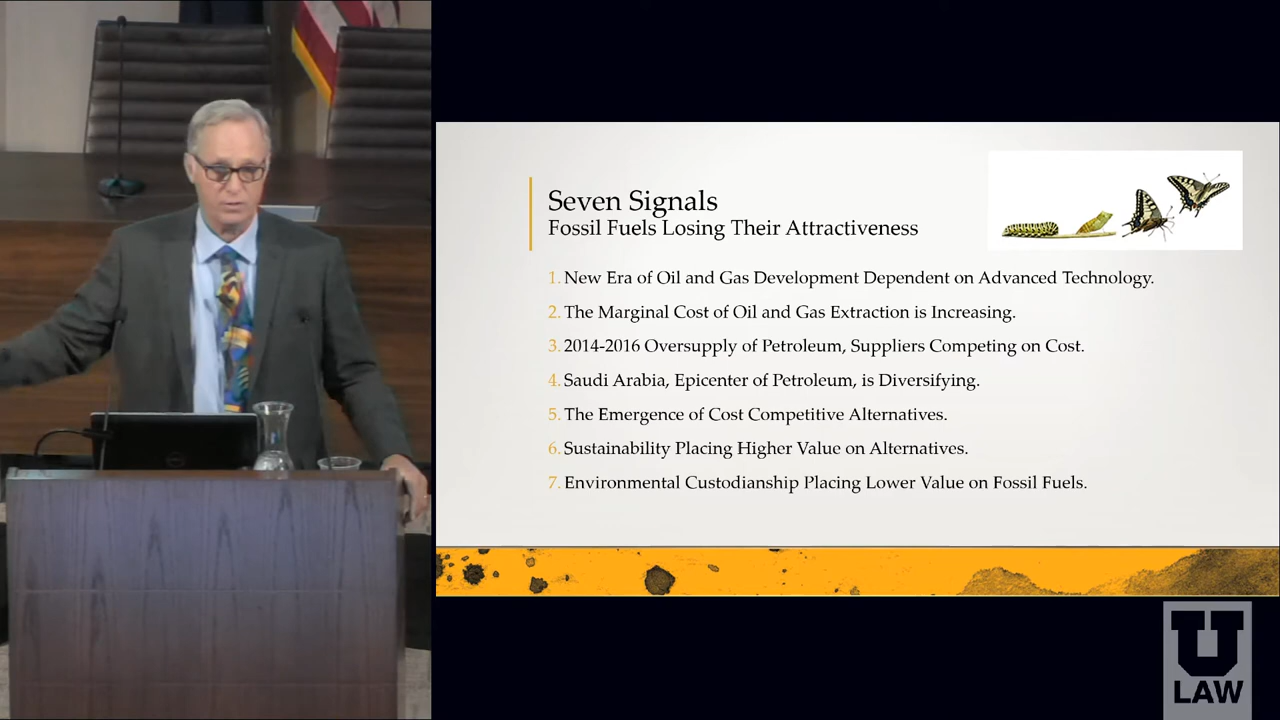 Seven Signals
Fossil Fuels Losing Their Attractiveness
1. New Era of Oil and Gas Development Dependent on Advanced Technology.
2. The Marginal Cost of Oil and Gas Extraction is Increasing.
3. 2014-2016 Oversupply of Petroleum, Suppliers Competing on Cost.
4. Saudi Arabia, Epicenter of Petroleum, is Diversifying.
5. The Emergence of Cost Competitive Alternatives.
6. Sustainability Placing Higher Value on Alternatives.
7. Environmental Custodianship Placing Lower Value on Fossil Fuels.
U
LAW